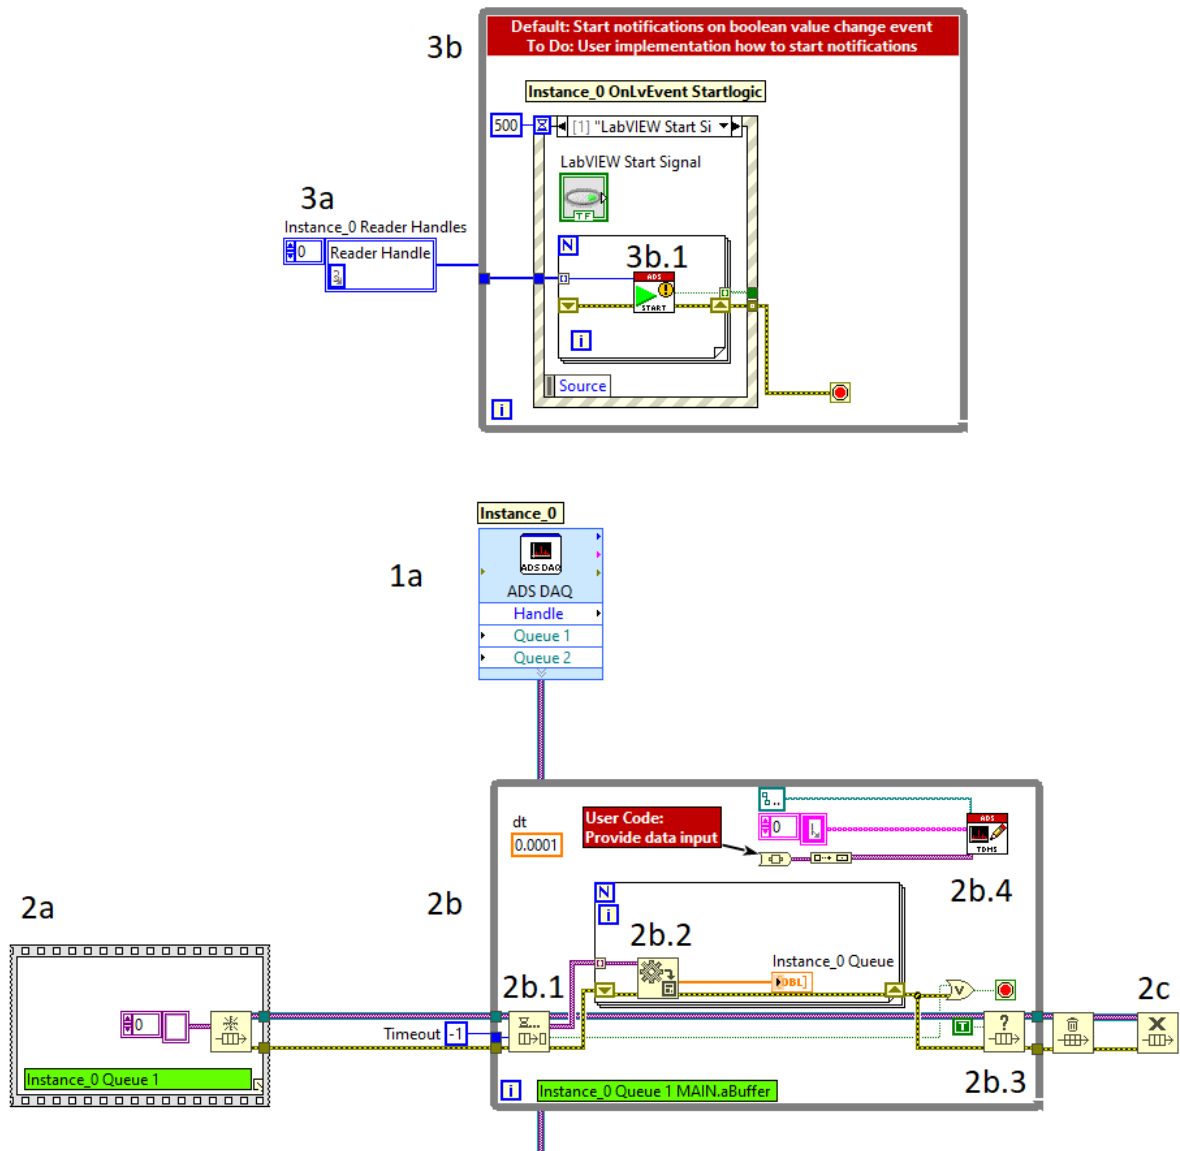 Default: Start notifications on boolean value change event
To Do: User implementation how to start notifications
3b
Instance_0 OnLvEvent Startlogic
500
[1] "LabVIEW Start Si
LabVIEW Start Signal
TF
3a
Instance_0 Reader Handles
0
Reader Handle
N
3b.1
ADS
START
i
Source
i
Instance_0
1a
ADS DAQ
ADS DAQ
Handle
Queue 1
Queue 2
dt
0.0001
User Code:
Provide data input
0
ADS
TDMS
2b.4
2a
2b
N
i
2b.2
Instance_0 Queue
DBL
2b.1
2c
0
Timeout
-1
T
?
X
V
Instance_0 Queue 1
i
Instance_0 Queue 1 MAIN.aBuffer
2b.3